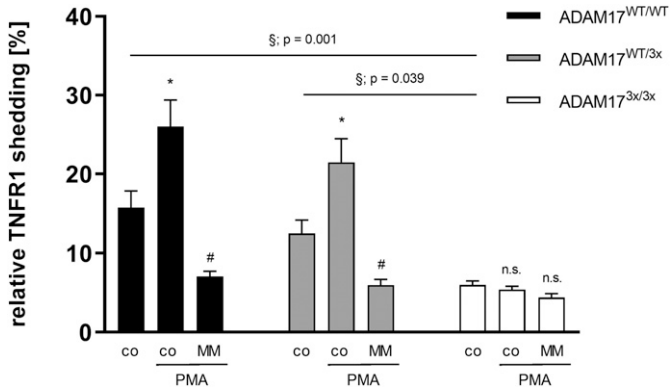 relative TNFR1 shedding [%]
40
30
20
10
0
§; p = 0.001
§; p = 0.039
*
#
*
#
n.s.
n.s.
ADAM17WT/WT
ADAM17WT/3x
ADAM173x/3x
co co MM co co MM co co MM
PMA PMA PMA